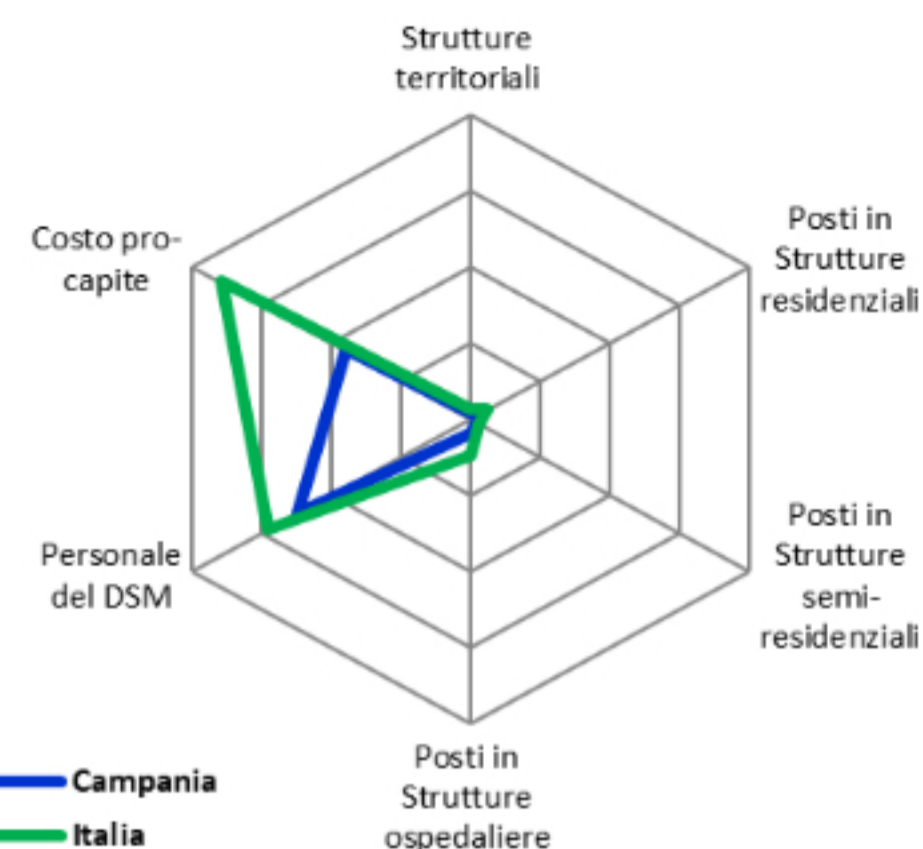 Strutture
territoriali
Posti in
Strutture
residenziali
Costo pro-
capite
Posti in
Strutture
semi-
residenziali
Personale
del DSM
Posti in
Strutture
ospedaliere
Campania
Italia